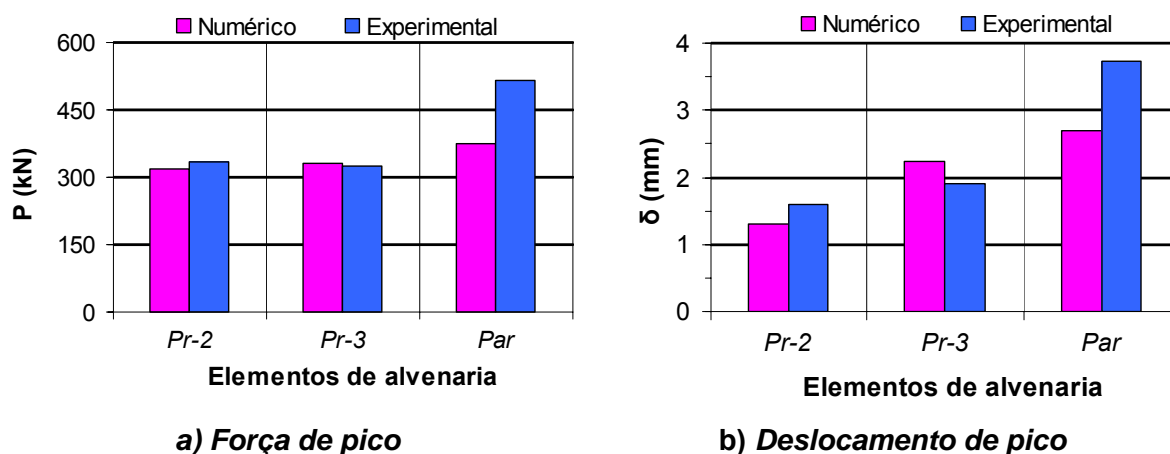 Numérico Experimental
600
450
300
150
0
P (kN)
Pr-2 Pr-3 Par
Elementos de alvenaria
a) Força de pico
Numérico Experimental
4
3
2
1
0
δ (mm)
Pr-2 Pr-3 Par
Elementos de alvenaria
b) Deslocamento de pico